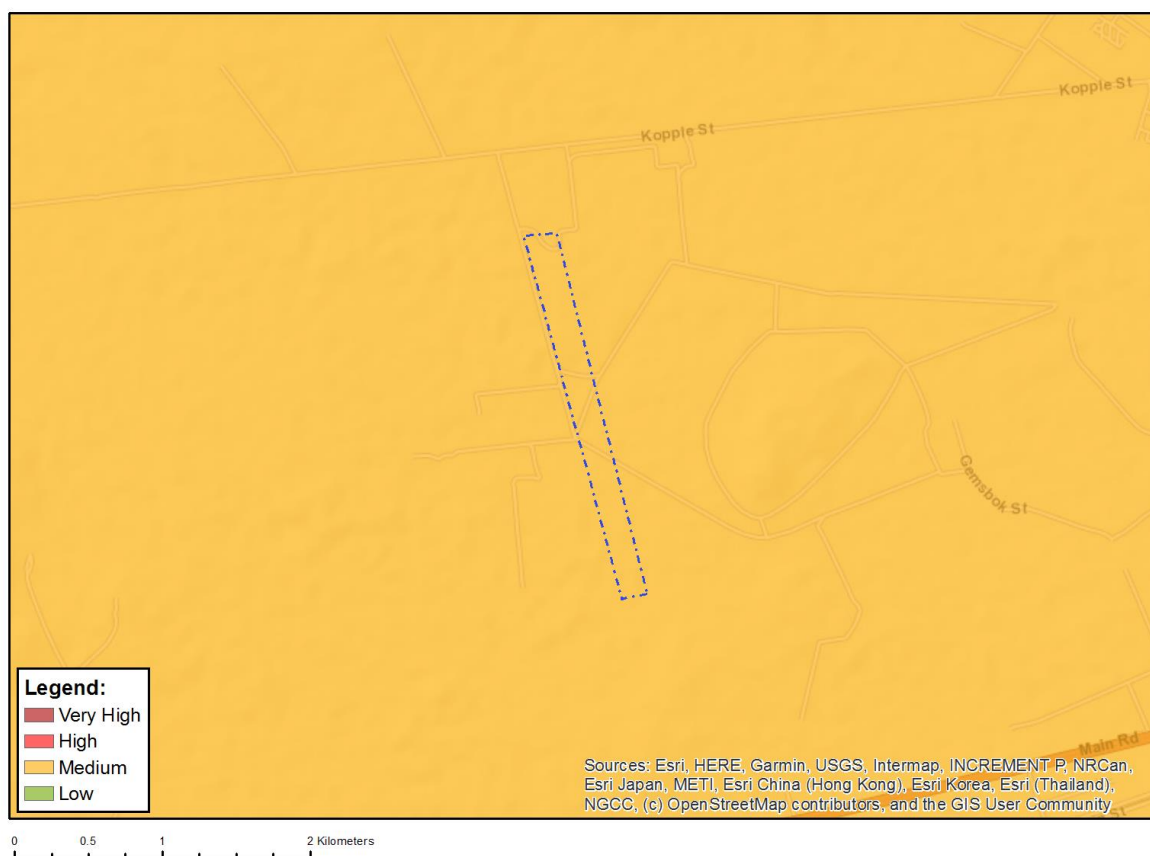 Kopple St
Kopple St
Gemsbok St
Main Rd
St
Legend:
Very High
High
Medium
Low
Sources: Esri, HERE, Garmin, USGS, Intermap, INCREMENT P, NRCan,
Esri Japan, METI, Esri China (Hong Kong), Esri Korea, Esri (Thailand),
NGCC, (c) OpenStreetMap contributors, and the GIS User Community
0 0.5 1 2 Kilometers